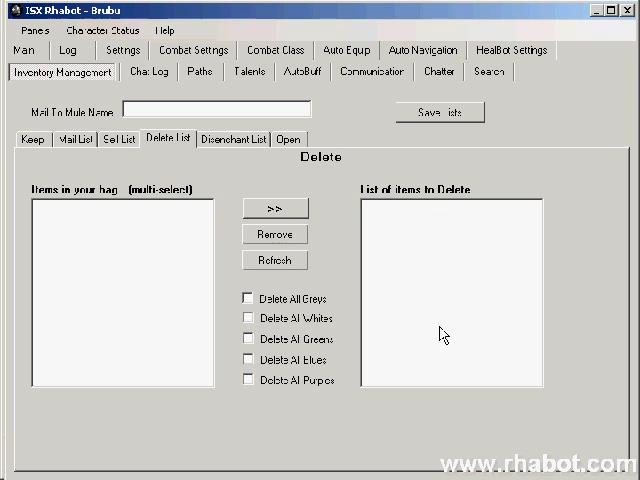 ISX Rhabot - Brubu
Panels Character Status Help
Main Log Settings Combat Settings Combat Class Auto Equip Auto Navigation HealBot Settings
Inventory Management Chat Log Paths Talents AutoBuff Communication Chatter Search
Mail To Mule Name Save Lists
Keep Mail List Sell List Delete List Disenchant List Open
Delete
Items in your bag (multi-select) List of items to Delete
>>
Remove
Refresh
Delete All Greys
Delete All Whites
Delete All Greens
Delete All Blues
Delete All Purples
www.rhabot.com